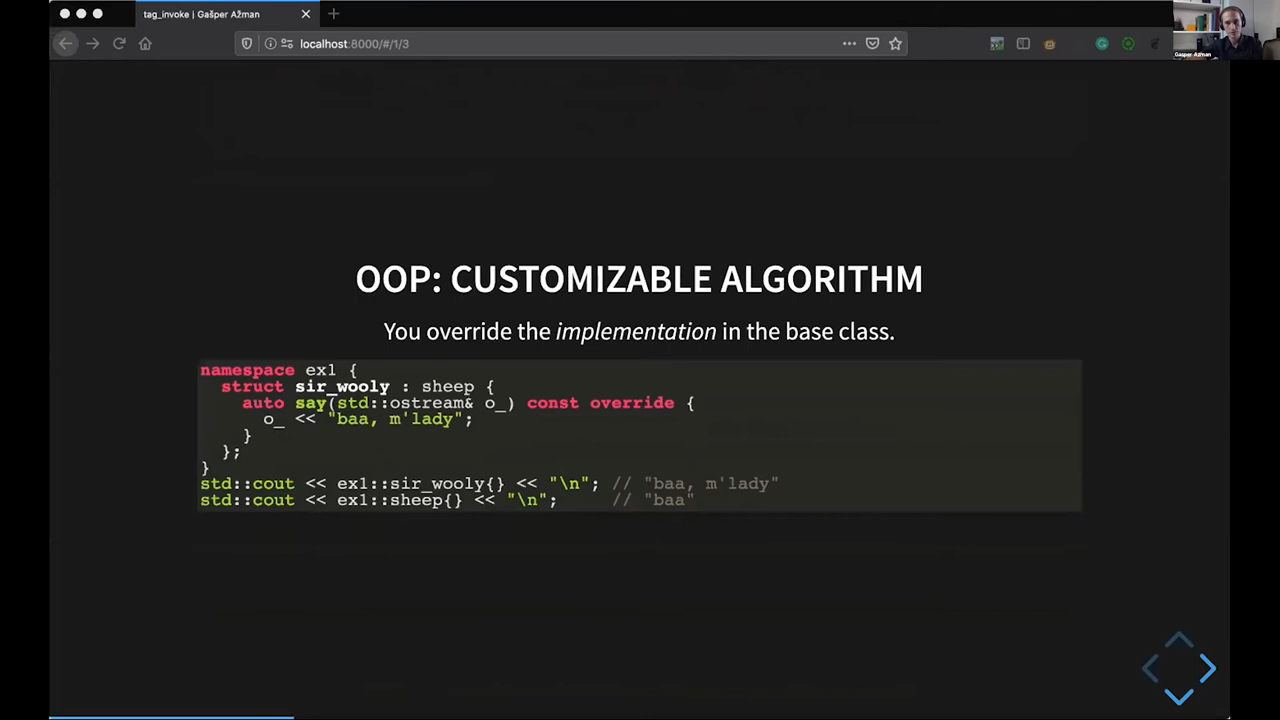 tag_invoke | Gašper Ažman
localhost:8000/#/1/3
Gasper Azman
OOP: CUSTOMIZABLE ALGORITHM
You override the implementation in the base class.
namespace ex1 {
  struct sir_wooly : sheep {
    auto say(std::ostream& o_) const override {
      o_ << "baa, m'lady";
    }
  };
}
std::cout << ex1::sir_wooly{} << "\n"; // "baa, m'lady"
std::cout << ex1::sheep{} << "\n";     // "baa"